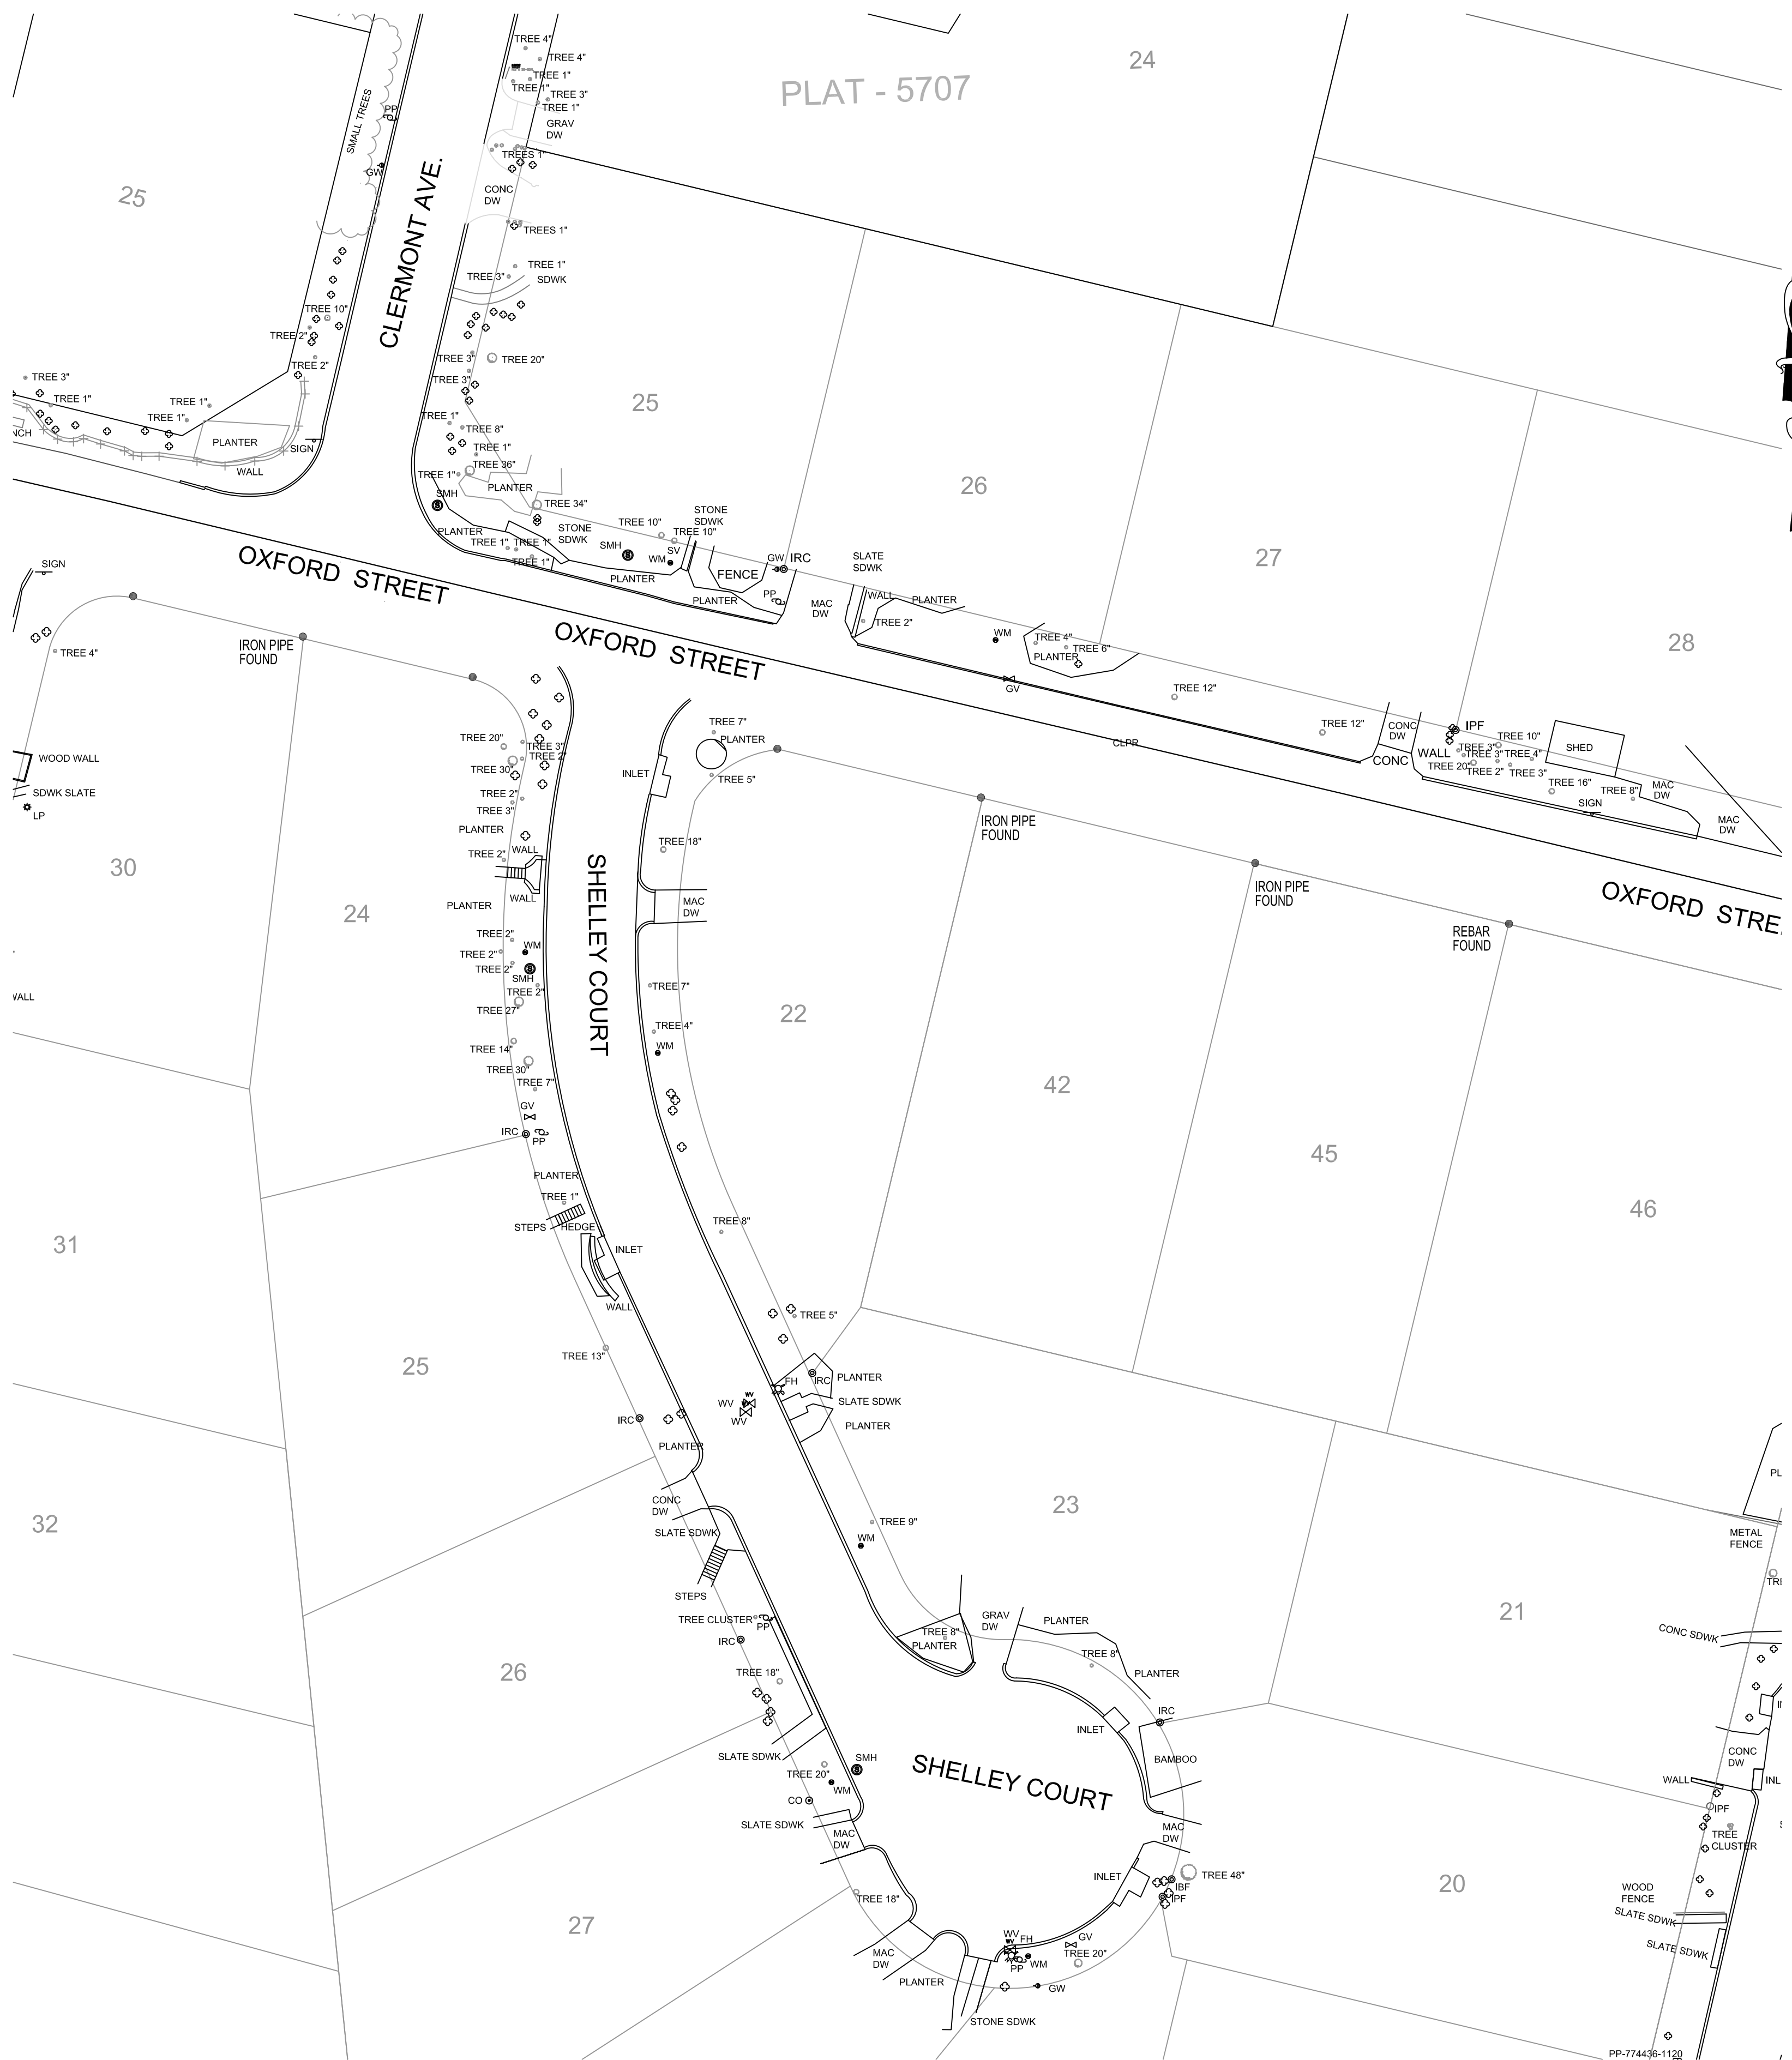 TREE 4"
TREE 4"
24
PLAT - 5707
TREE 1"
TREE 1"
TREE 3"
TREE 1"
SMALL TREES
PP
GRAV
DW
TREES 1"
GW
25
CONC
DW
CLERMONT AVE.
TREES 1"
TREE 1"
TREE 3"
SDWK
TREE 10"
TREE 2"
TREE 2"
TREE 3"
TREE 20"
TREE 3"
TREE 3"
TREE 1"
TREE 1"
TREE 1"
25
TREE 1"
TREE 8"
NCH
PLANTER
SIGN
WALL
TREE 1"
TREE 36"
TREE 1"
PLANTER
SMH
TREE 34"
26
STONE
SDWK
TREE 10"
TREE 10"
STONE
SDWK
PLANTER
TREE 1"
TREE 1"
TREE 1"
SMH
SV
WM
GW
IRC
SLATE
SDWK
27
OXFORD STREET
SIGN
PLANTER
FENCE
PLANTER
PP
MAC
DW
WALL
PLANTER
TREE 2"
WM
TREE 4"
TREE 6"
PLANTER
28
IRON PIPE
FOUND
TREE 4"
OXFORD STREET
GV
TREE 12"
TREE 12"
CLPR
CONC
DW
CONC
IPF
WALL
TREE 10"
TREE 3"
TREE 3"
TREE 4"
TREE 20"
TREE 2"
TREE 3"
SHED
TREE 16"
TREE 8"
SIGN
MAC
DW
MAC
DW
TREE 7"
PLANTER
TREE 5"
INLET
TREE 20"
TREE 3"
TREE 2"
TREE 30"
TREE 2"
TREE 3"
WOOD WALL
SDWK SLATE
LP
PLANTER
TREE 2"
WALL
WALL
PLANTER
TREE 18"
IRON PIPE
FOUND
IRON PIPE
FOUND
REBAR
FOUND
OXFORD STRE
30
24
SHELLEY COURT
MAC
DW
TREE 2"
TREE 2"
WM
TREE 2"
SMH
TREE 2"
TREE 27"
WALL
TREE 7"
22
TREE 4"
WM
TREE 14"
TREE 30"
TREE 7"
42
GV
IRC
PP
45
PLANTER
TREE 1"
46
STEPS
HEDGE
INLET
WALL
TREE 8"
31
TREE 5"
TREE 13"
25
FH
IRC
PLANTER
SLATE SDWK
PLANTER
WV
WV
WV
IRC
PLANTER
PL
CONC
DW
SLATE SDWK
23
TREE 9"
WM
32
METAL
FENCE
STEPS
TRE
TREE CLUSTER
PP
IRC
GRAV
DW
TREE 8"
PLANTER
PLANTER
TREE 8"
PLANTER
21
CONC SDWK
26
TREE 18"
IRC
INLET
SLATE SDWK
SMH
TREE 20"
WM
CO
SHELLEY COURT
BAMBOO
CONC
DW
WALL
INL
IPF
SLATE SDWK
MAC
DW
MAC
DW
TREE
CLUSTER
INLET
TREE 48"
IBF
IPF
20
WOOD
FENCE
SLATE SDWK
SLATE SDWK
TREE 18"
27
WV
WV
FH
GV
TREE 20"
MAC
DW
PP
WM
PLANTER
GW
STONE SDWK
PP-774436-1120